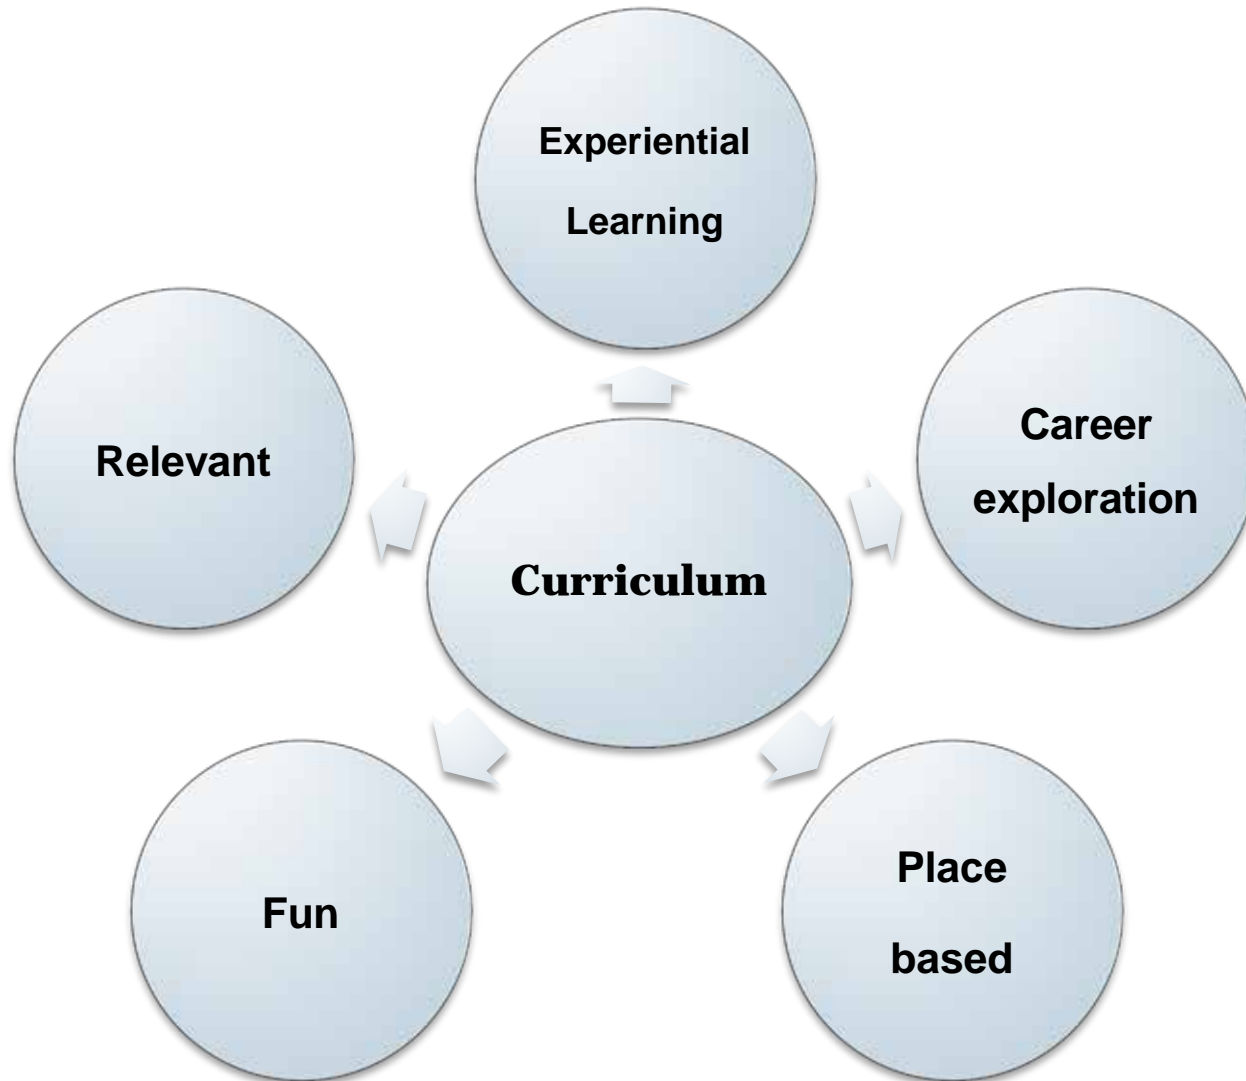 Experiential
Learning
Career
exploration
Relevant
Curriculum
Place
based
Fun